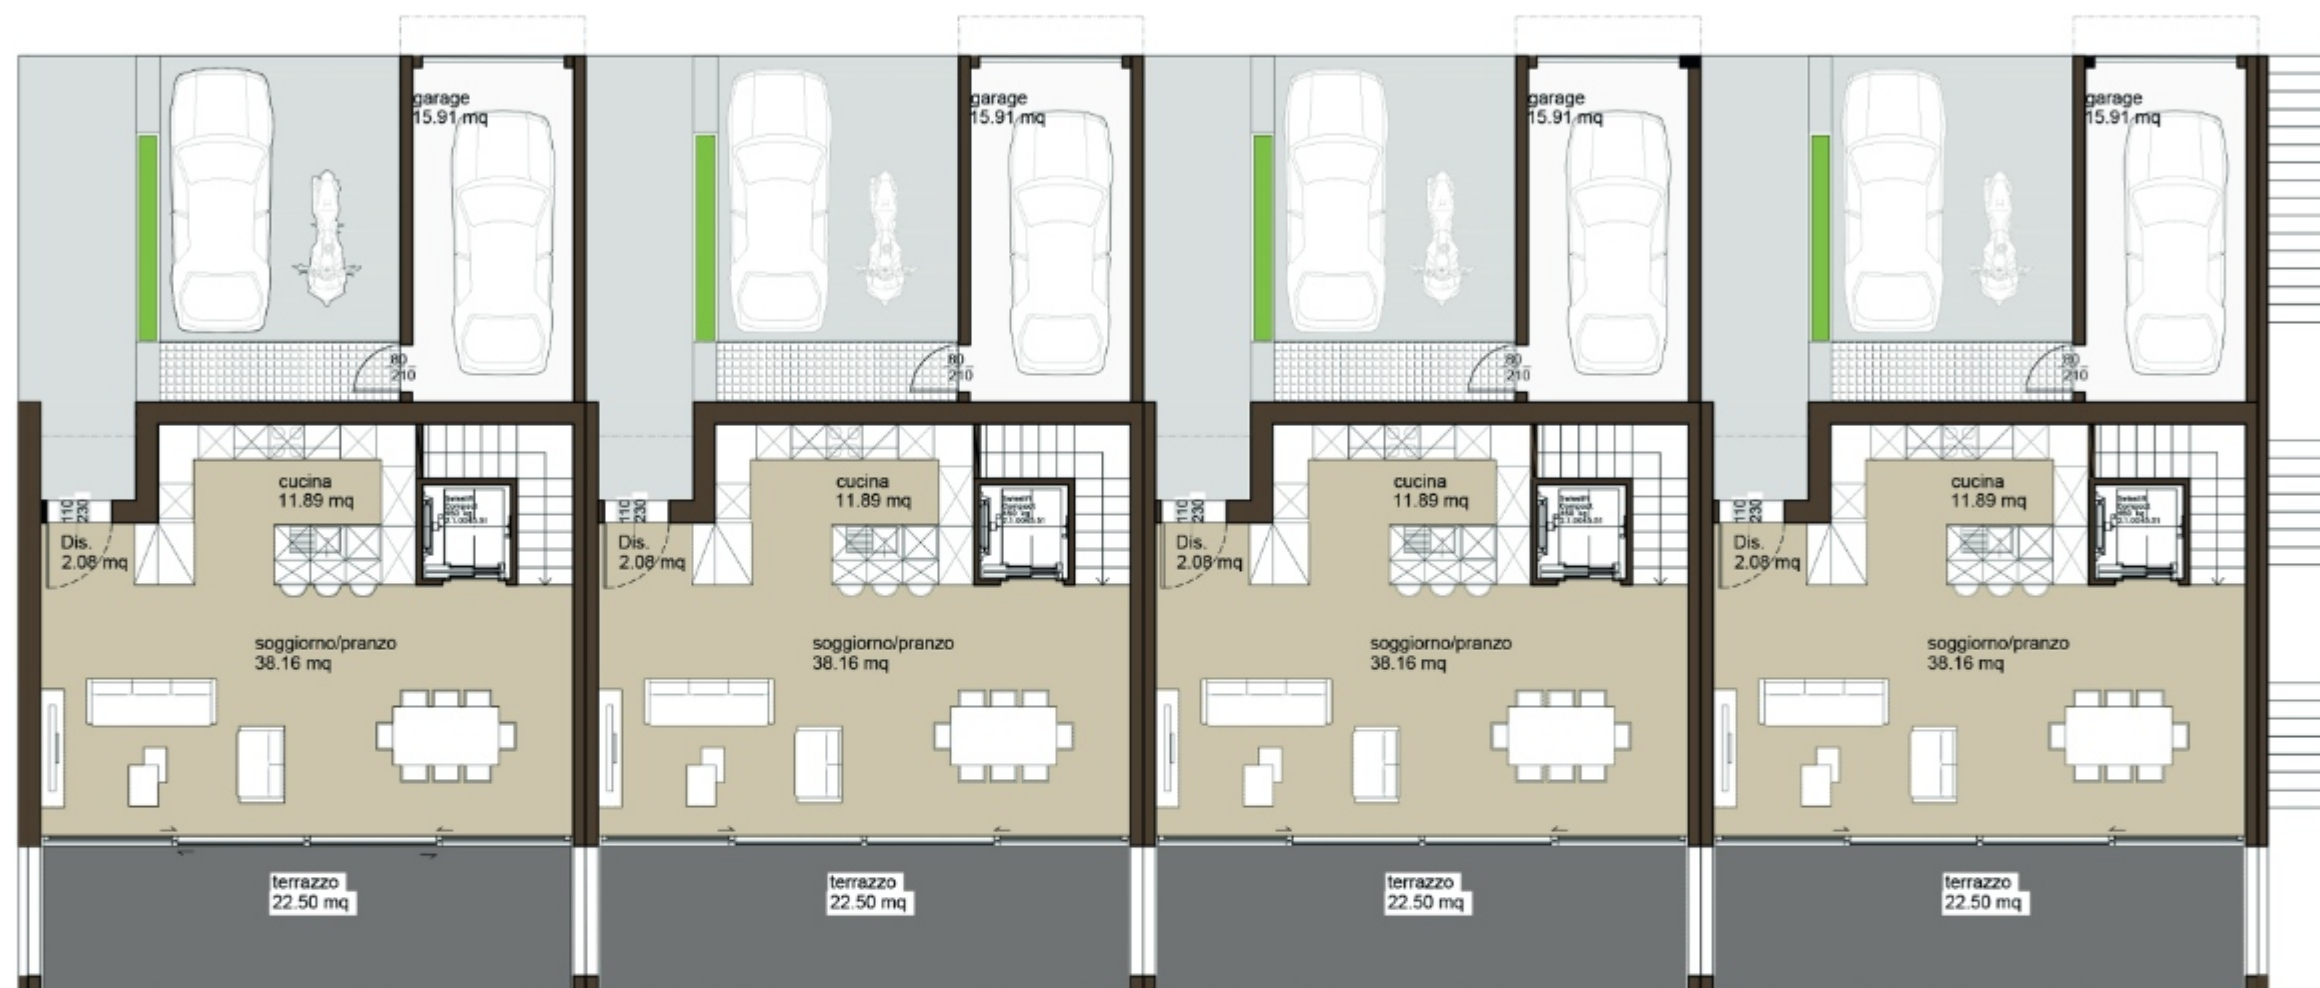 garage
15.91 mq
garage
15.91 mq
garage
15.91 mq
garage
15.91 mq
80
210
80
210
80
210
80
210
cucina
11.89 mq
cucina
11.89 mq
cucina
11.89 mq
cucina
11.89 mq
110
230
110
230
110
230
110
230
Dis.
2.08 mq
Dis.
2.08 mq
Dis.
2.08 mq
Dis.
2.08 mq
soggiorno/pranzo
38.16 mq
soggiorno/pranzo
38.16 mq
soggiorno/pranzo
38.16 mq
soggiorno/pranzo
38.16 mq
terrazzo
22.50 mq
terrazzo
22.50 mq
terrazzo
22.50 mq
terrazzo
22.50 mq